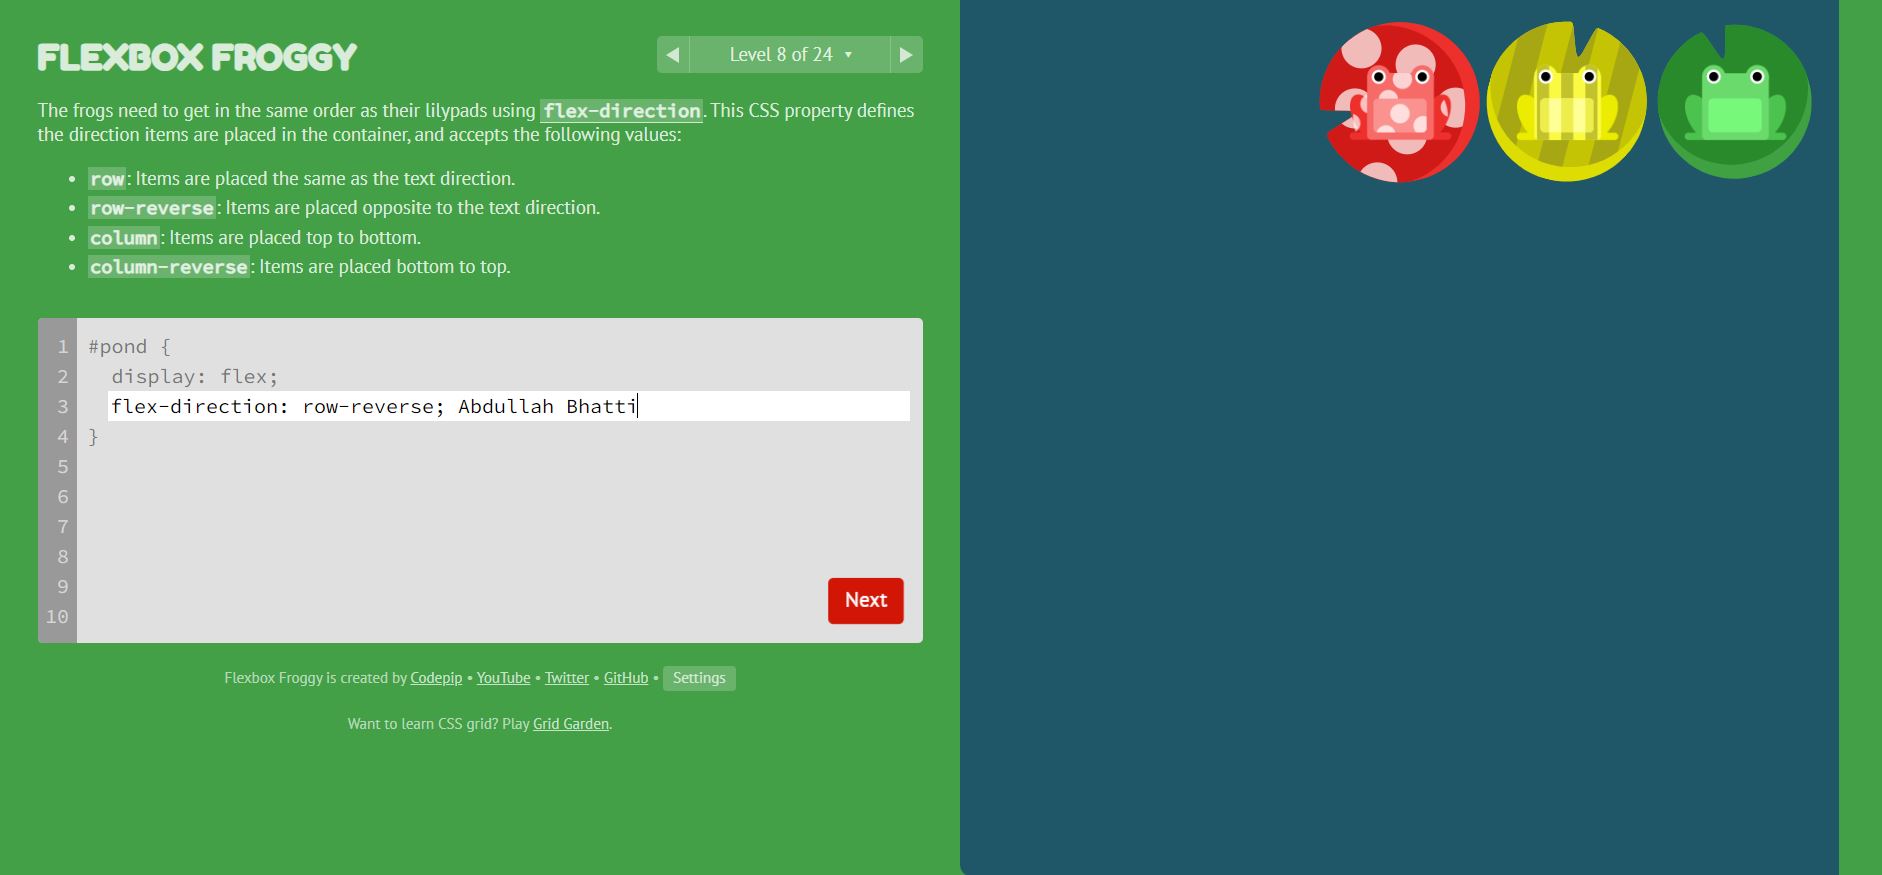 FLEXBOX FROGGY
Level 8 of 24
The frogs need to get in the same order as their lilypads using flex-direction. This CSS property defines
the direction items are placed in the container, and accepts the following values:
• row: Items are placed the same as the text direction.
• row-reverse: Items are placed opposite to the text direction.
• column: Items are placed top to bottom.
• column-reverse: Items are placed bottom to top.
1 #pond {
2 display: flex;
3 flex-direction: row-reverse; Abdullah Bhatti
4 }
5
6
7
8
9
10
Next
Flexbox Froggy is created by Codepip • YouTube • Twitter • GitHub • Settings
Want to learn CSS grid? Play Grid Garden.